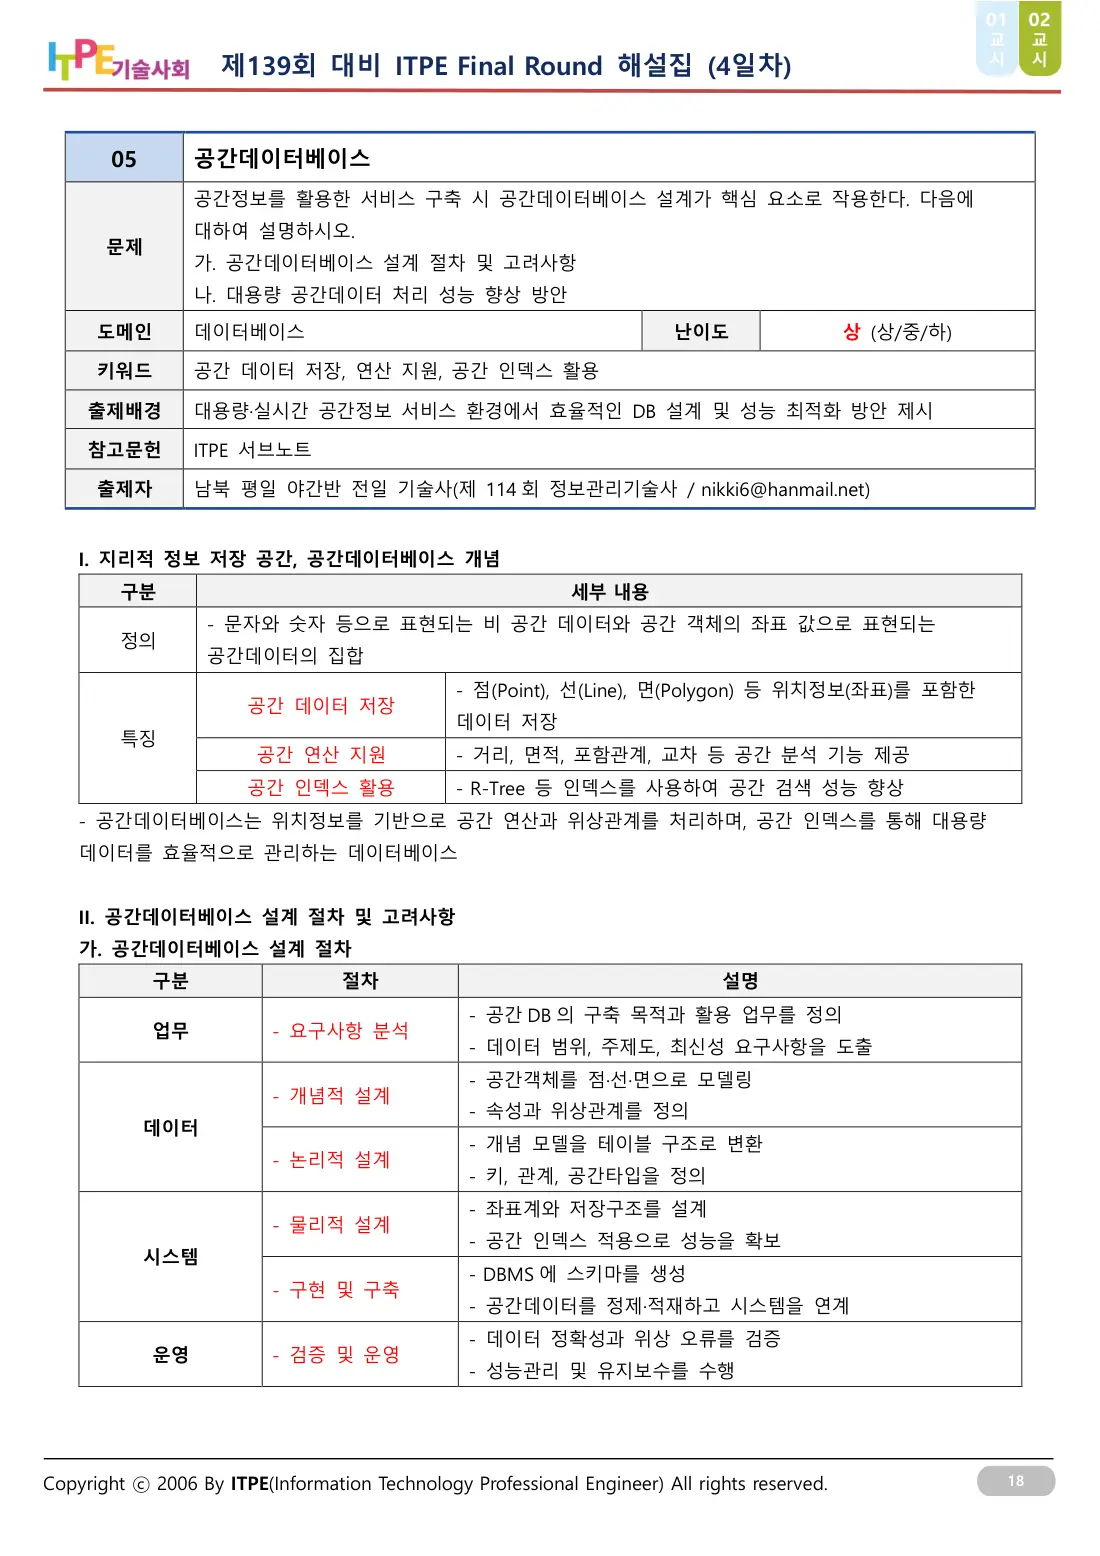 ITPE기술사회 제139회 대비 ITPE Final Round 해설집 (4일차)
01 교시
02 교시
05 공간데이터베이스
문제
공간정보를 활용한 서비스 구축 시 공간데이터베이스 설계가 핵심 요소로 작용한다. 다음에
대하여 설명하시오.
가. 공간데이터베이스 설계 절차 및 고려사항
나. 대용량 공간데이터 처리 성능 향상 방안
도메인 데이터베이스 난이도 상 (상/중/하)
키워드 공간 데이터 저장, 연산 지원, 공간 인덱스 활용
출제배경 대용량·실시간 공간정보 서비스 환경에서 효율적인 DB 설계 및 성능 최적화 방안 제시
참고문헌 ITPE 서브노트
출제자 남북 평일 야간반 전일 기술사(제 114회 정보관리기술사 / nikki6@hanmail.net)
I. 지리적 정보 저장 공간, 공간데이터베이스 개념
구분 세부 내용
정의
- 문자와 숫자 등으로 표현되는 비 공간 데이터와 공간 객체의 좌표 값으로 표현되는
공간데이터의 집합
특징
공간 데이터 저장
- 점(Point), 선(Line), 면(Polygon) 등 위치정보(좌표)를 포함한
데이터 저장
공간 연산 지원 - 거리, 면적, 포함관계, 교차 등 공간 분석 기능 제공
공간 인덱스 활용 - R-Tree 등 인덱스를 사용하여 공간 검색 성능 향상
- 공간데이터베이스는 위치정보를 기반으로 공간 연산과 위상관계를 처리하며, 공간 인덱스를 통해 대용량
데이터를 효율적으로 관리하는 데이터베이스
II. 공간데이터베이스 설계 절차 및 고려사항
가. 공간데이터베이스 설계 절차
구분 절차 설명
업무 - 요구사항 분석
- 공간DB의 구축 목적과 활용 업무를 정의
- 데이터 범위, 주제도, 최신성 요구사항을 도출
데이터
- 개념적 설계
- 공간객체를 점·선·면으로 모델링
- 속성과 위상관계를 정의
- 논리적 설계
- 개념 모델을 테이블 구조로 변환
- 키, 관계, 공간타입을 정의
시스템
- 물리적 설계
- 좌표계와 저장구조를 설계
- 공간 인덱스 적용으로 성능을 확보
- 구현 및 구축
- DBMS에 스키마를 생성
- 공간데이터를 정제·적재하고 시스템을 연계
운영 - 검증 및 운영
- 데이터 정확성과 위상 오류를 검증
- 성능관리 및 유지보수를 수행
Copyright ⓒ 2006 By ITPE(Information Technology Professional Engineer) All rights reserved. 18